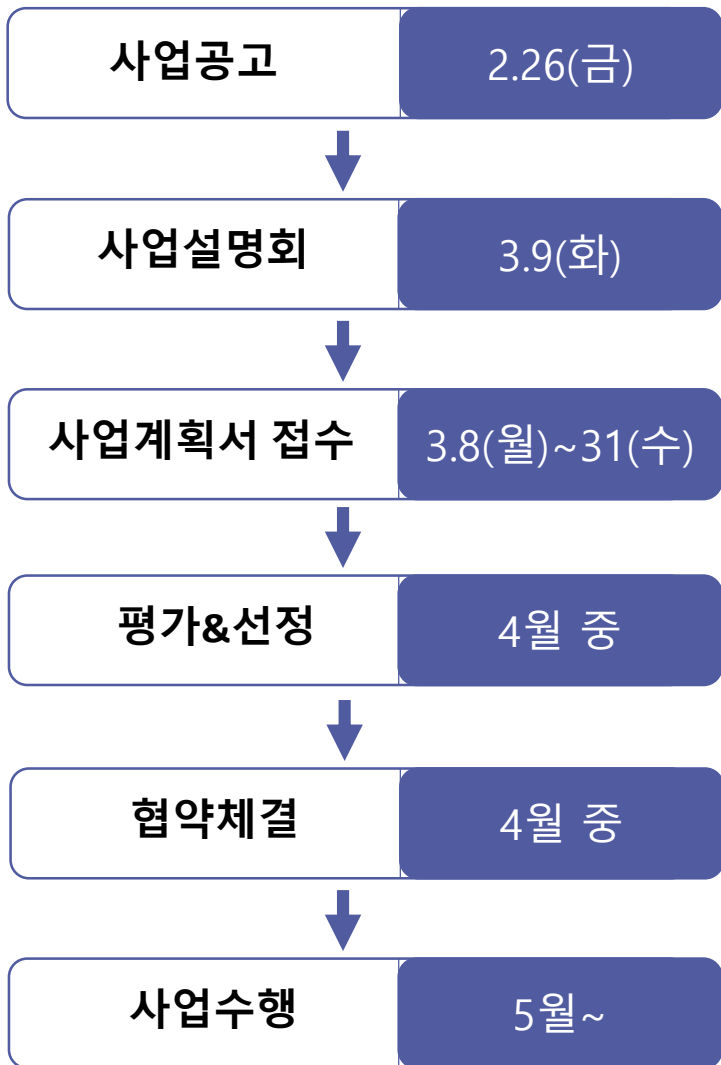 사업공고 2.26(금)
사업설명회 3.9(화)
사업계획서 접수 3.8(월)~31(수)
평가&선정 4월 중
협약체결 4월 중
사업수행 5월~